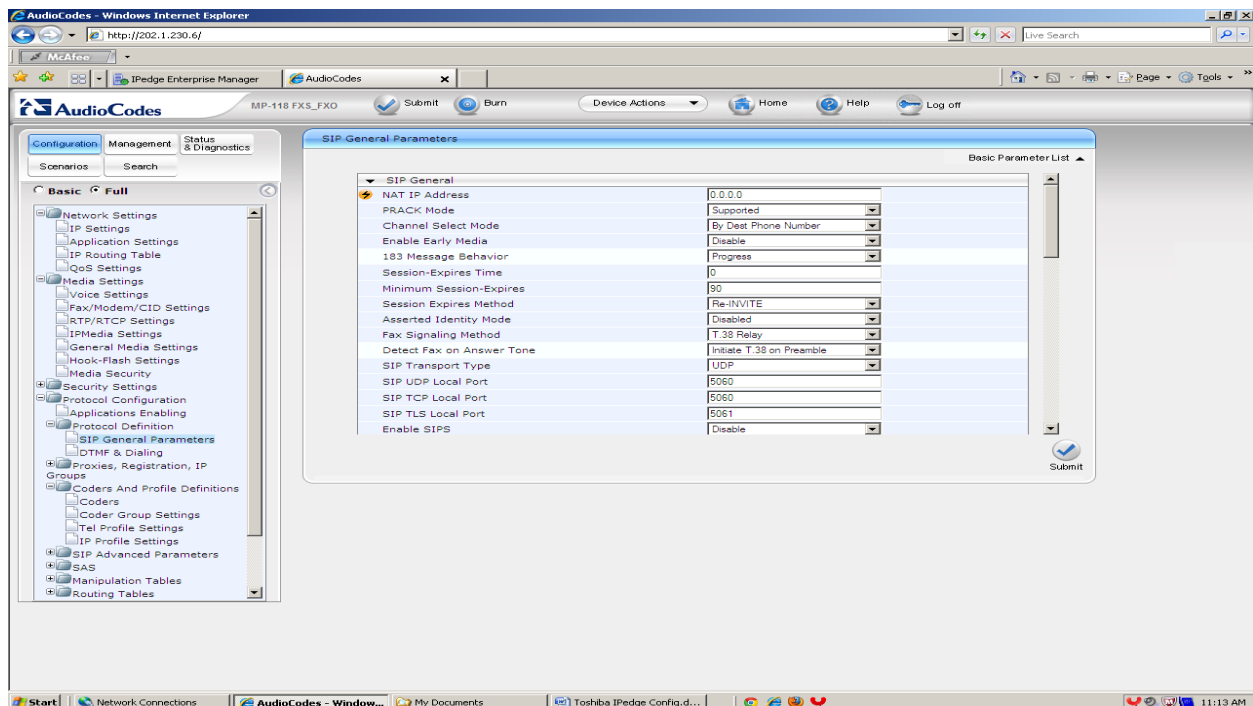 AudioCodes - Windows Internet Explorer
http://202.1.230.6/
Live Search
McAfee
IPedge Enterprise Manager
AudioCodes
Page
Tools
AudioCodes
MP-118 FXS_FXO
Submit
Burn
Device Actions
Home
Help
Log off
Configuration
Management
Status & Diagnostics
Scenarios
Search
Basic
Full
Network Settings
IP Settings
Application Settings
IP Routing Table
QoS Settings
Media Settings
Voice Settings
Fax/Modem/CID Settings
RTP/RTCP Settings
IPMedia Settings
General Media Settings
Hook-Flash Settings
Media Security
Security Settings
Protocol Configuration
Applications Enabling
Protocol Definition
SIP General Parameters
DTMF & Dialing
Proxies, Registration, IP Groups
Coders And Profile Definitions
Coders
Coder Group Settings
Tel Profile Settings
IP Profile Settings
SIP Advanced Parameters
SAS
Manipulation Tables
Routing Tables
SIP General Parameters
Basic Parameter List
SIP General
NAT IP Address 0.0.0.0
PRACK Mode Supported
Channel Select Mode By Dest Phone Number
Enable Early Media Disable
183 Message Behavior Progress
Session-Expires Time 0
Minimum Session-Expires 90
Session Expires Method Re-INVITE
Asserted Identity Mode Disabled
Fax Signaling Method T.38 Relay
Detect Fax on Answer Tone Initiate T.38 on Preamble
SIP Transport Type UDP
SIP UDP Local Port 5060
SIP TCP Local Port 5060
SIP TLS Local Port 5061
Enable SIPS Disable
Submit
Start
Network Connections
AudioCodes - Window...
My Documents
Toshiba IPedge Config.d...
11:13 AM